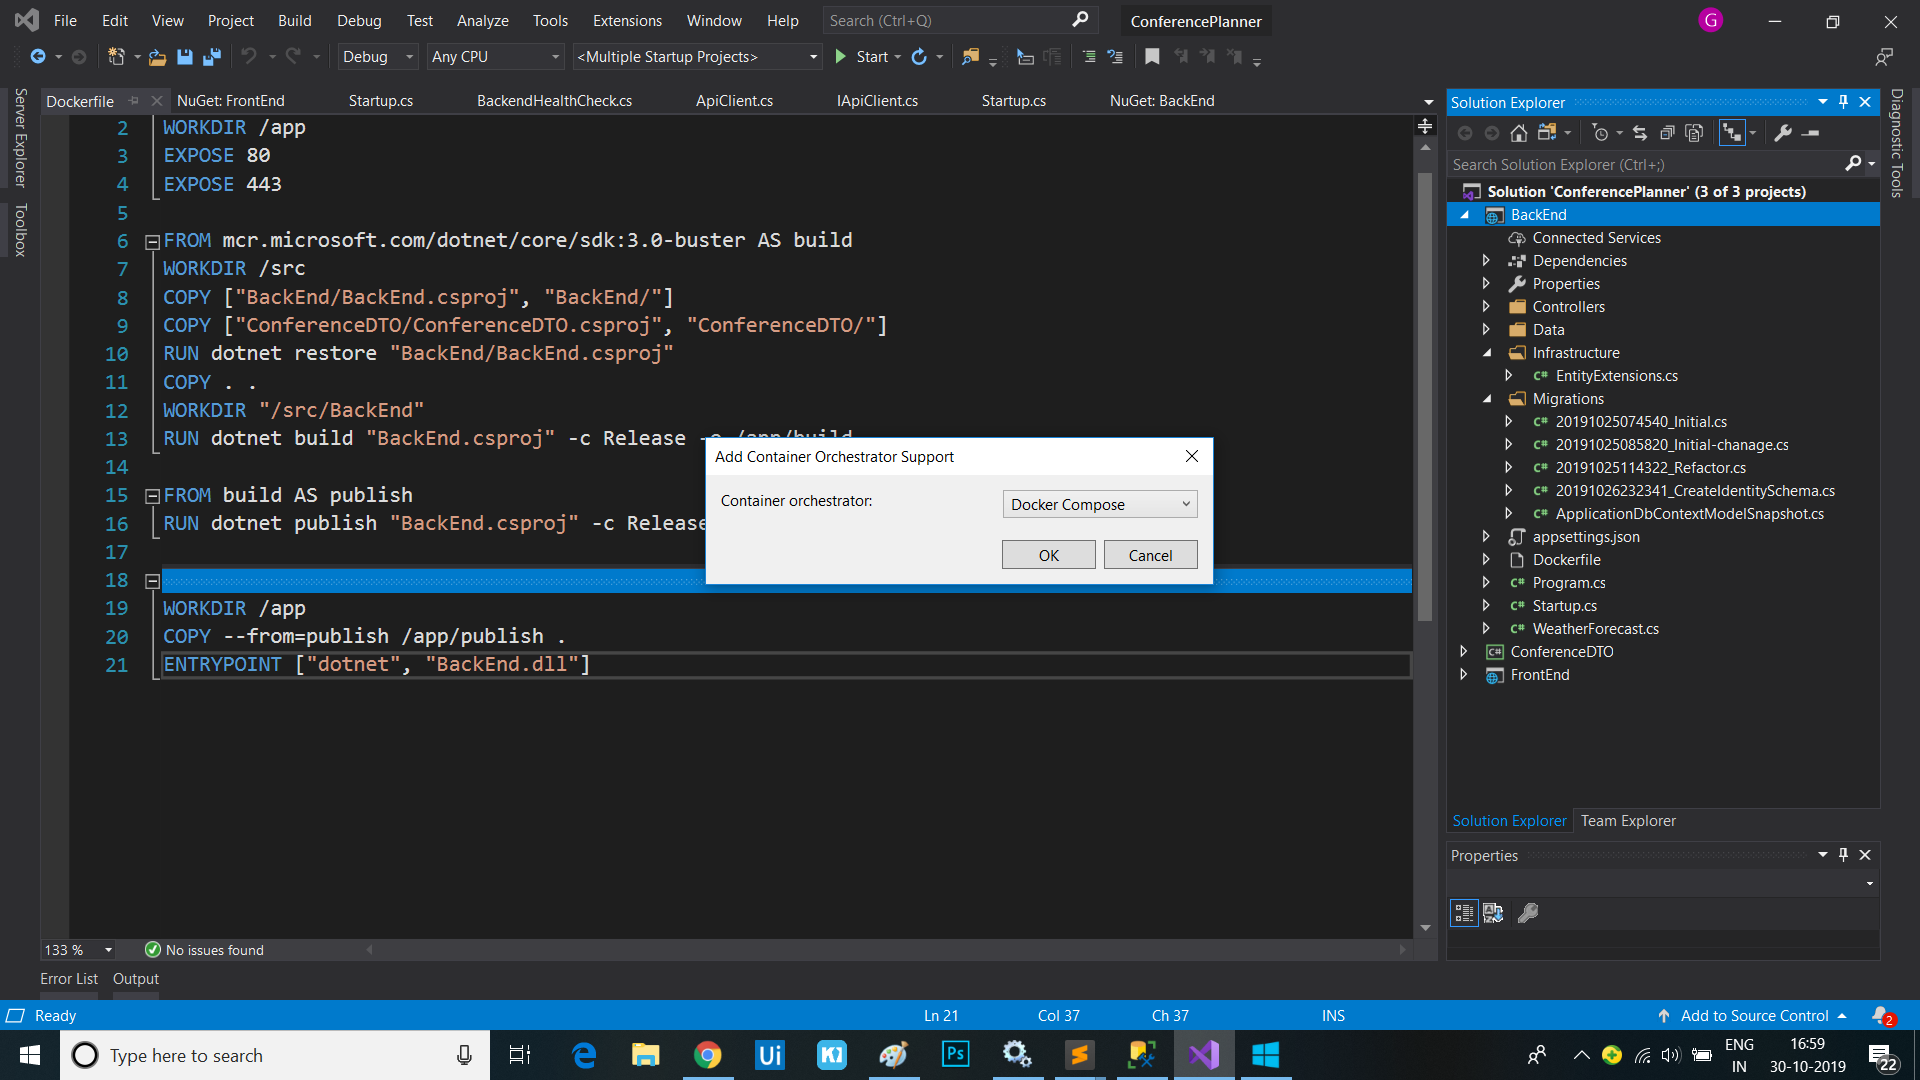 File Edit View Project Build Debug Test Analyze Tools Extensions Window Help Search (Ctrl+Q) ConferencePlanner G
Debug Any CPU <Multiple Startup Projects> Start
Server Explorer
Toolbox
Dockerfile NuGet: FrontEnd Startup.cs BackendHealthCheck.cs ApiClient.cs IApiClient.cs Startup.cs NuGet: BackEnd
2 WORKDIR /app
3 EXPOSE 80
4 EXPOSE 443
5
6 FROM mcr.microsoft.com/dotnet/core/sdk:3.0-buster AS build
7 WORKDIR /src
8 COPY ["BackEnd/BackEnd.csproj", "BackEnd/"]
9 COPY ["ConferenceDTO/ConferenceDTO.csproj", "ConferenceDTO/"]
10 RUN dotnet restore "BackEnd/BackEnd.csproj"
11 COPY . .
12 WORKDIR "/src/BackEnd"
13 RUN dotnet build "BackEnd.csproj" -c Release -o /app/build
14
15 FROM build AS publish
16 RUN dotnet publish "BackEnd.csproj" -c Release
17
18
19 WORKDIR /app
20 COPY --from=publish /app/publish .
21 ENTRYPOINT ["dotnet", "BackEnd.dll"]
Add Container Orchestrator Support
Container orchestrator: Docker Compose
OK Cancel
133 % No issues found
Error List Output
Solution Explorer
Search Solution Explorer (Ctrl+;)
Solution 'ConferencePlanner' (3 of 3 projects)
BackEnd
Connected Services
Dependencies
Properties
Controllers
Data
Infrastructure
C# EntityExtensions.cs
Migrations
C# 20191025074540_Initial.cs
C# 20191025085820_Initial-chanage.cs
C# 20191025114322_Refactor.cs
C# 20191026232341_CreateIdentitySchema.cs
C# ApplicationDbContextModelSnapshot.cs
appsettings.json
Dockerfile
C# Program.cs
C# Startup.cs
C# WeatherForecast.cs
C# ConferenceDTO
FrontEnd
Solution Explorer Team Explorer
Properties
Diagnostic Tools
Ready Ln 21 Col 37 Ch 37 INS Add to Source Control 2
Type here to search Ui Ps ENG IN 16:59 30-10-2019 22